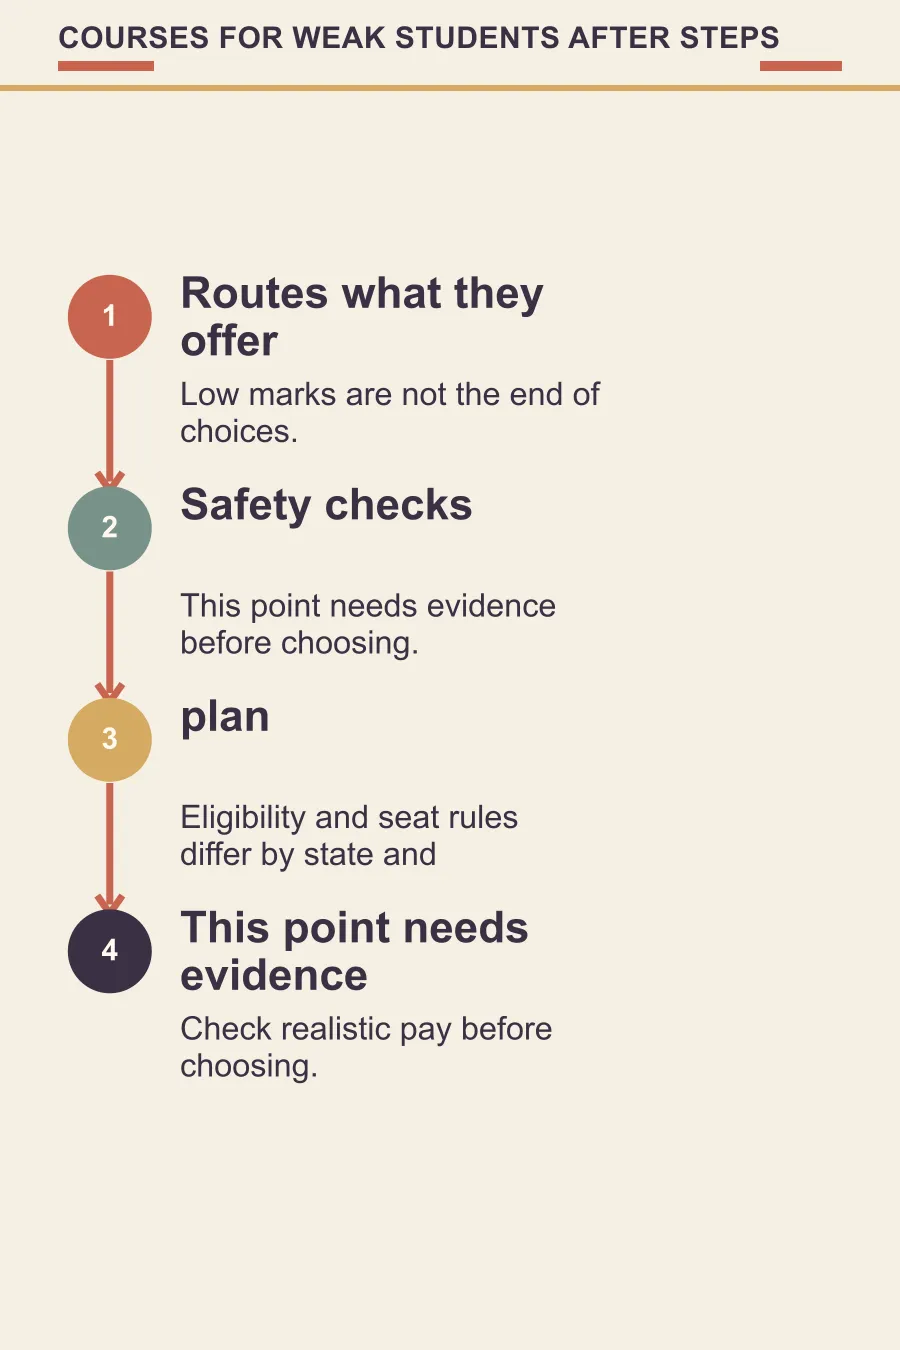 COURSES FOR WEAK STUDENTS AFTER STEPS
1
Routes what they
offer
Low marks are not the end of
choices.
2
Safety checks
This point needs evidence
before choosing.
3
plan
Eligibility and seat rules
differ by state and
4
This point needs
evidence
Check realistic pay before
choosing.